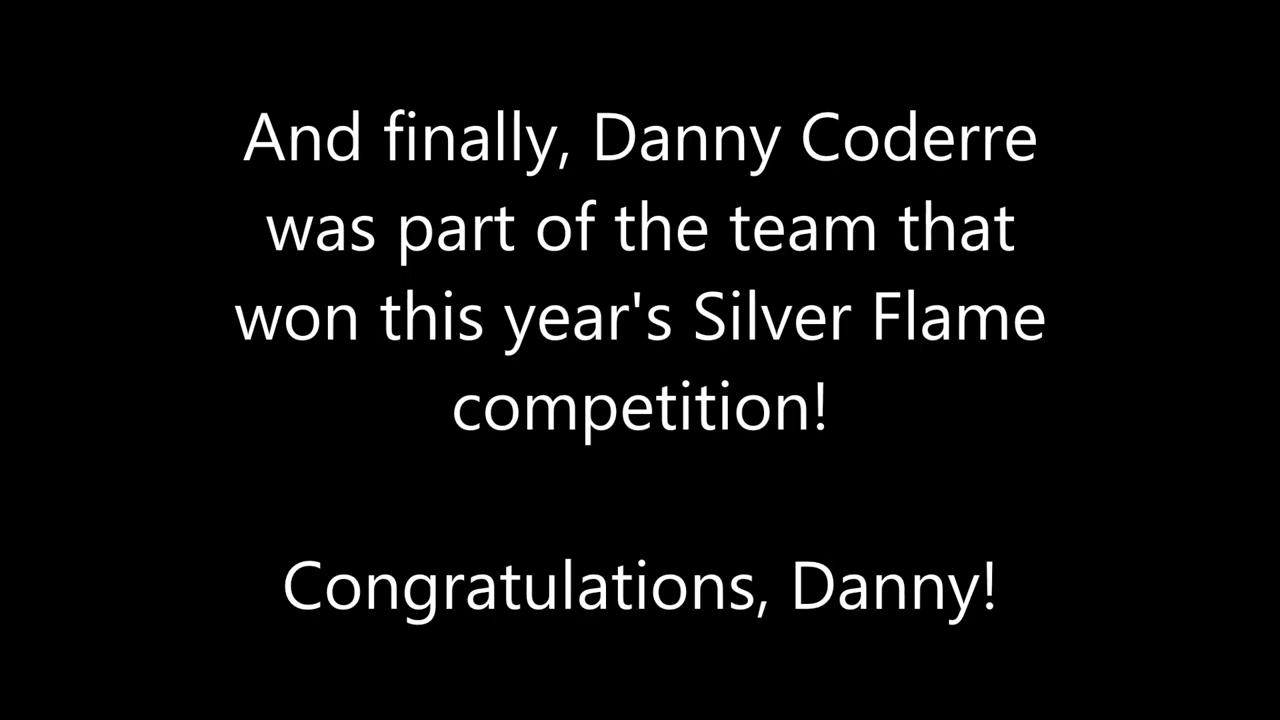 And finally, Danny Coderre
was part of the team that
won this year's Silver Flame
competition!
Congratulations, Danny!